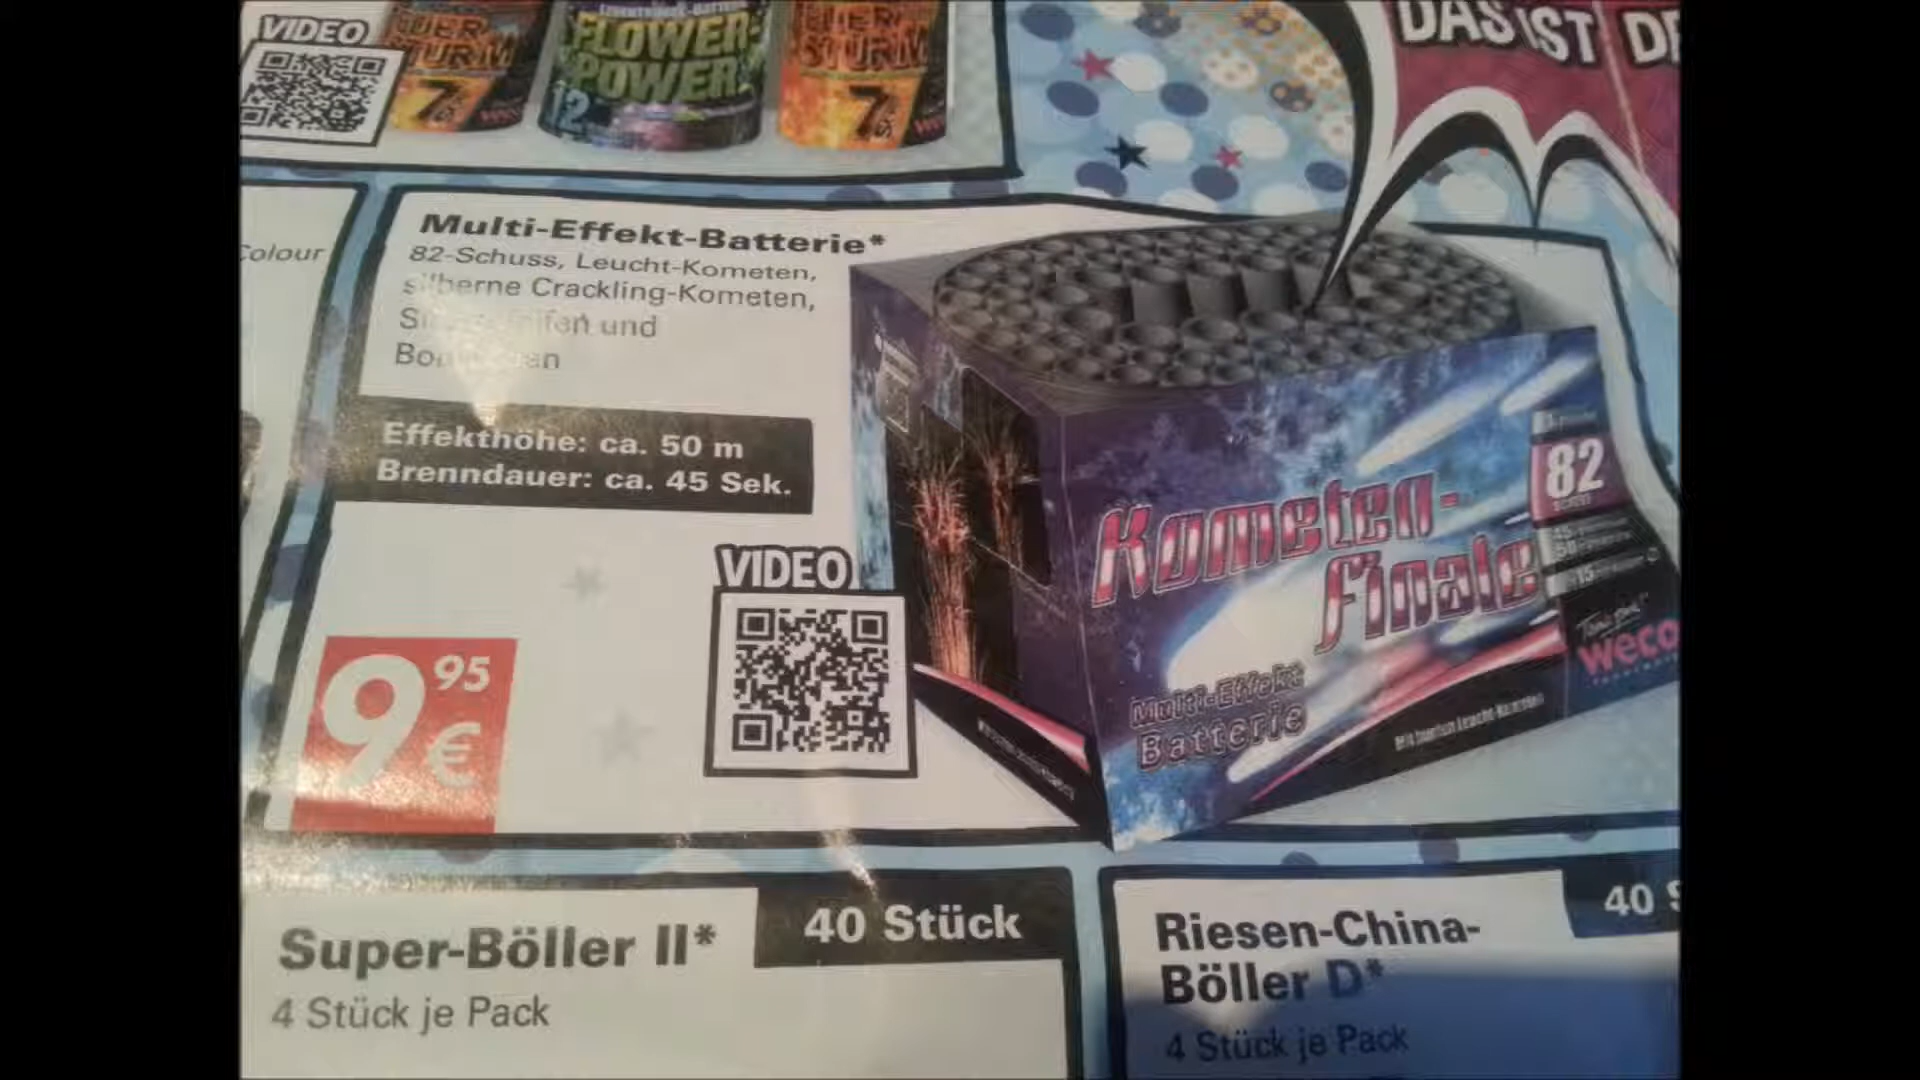 VIDEO
FLOWER-
POWER
12
STURM
7
STURM
7
DAS IST
Colour
Multi-Effekt-Batterie*
82-Schuss, Leucht-Kometen,
silberne Crackling-Kometen,
und
Effekthöhe: ca. 50 m
Brenndauer: ca. 45 Sek.
VIDEO
9 95
€
Kometen-
Finale
82
Multi-Effekt
Batterie
weco
Super-Böller II*
40 Stück
4 Stück je Pack
Riesen-China-
Böller D*
40
4 Stück je Pack